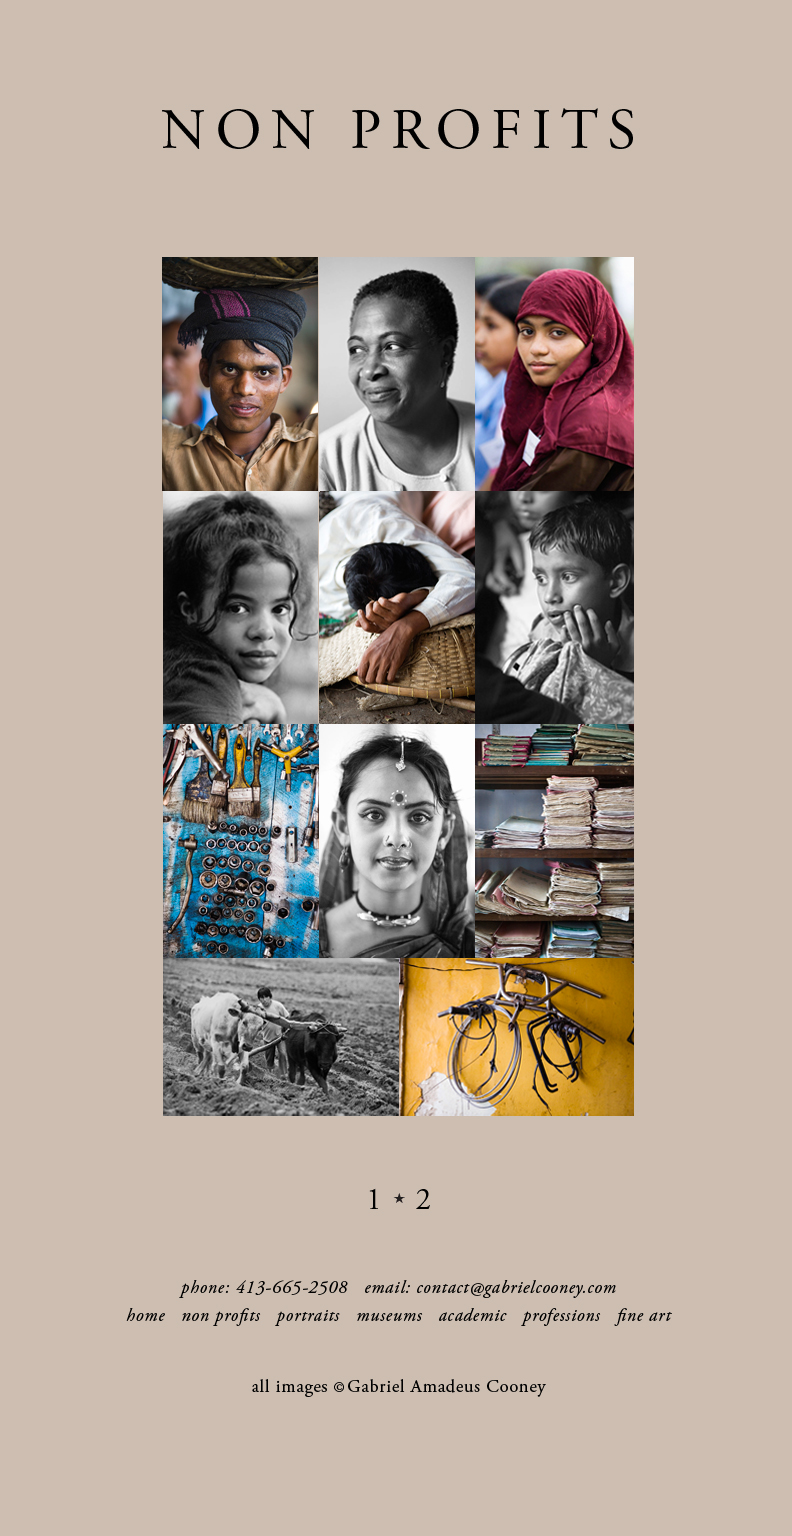 NON PROFITS
1 ★ 2
phone: 413-665-2508 email: contact@gabrielcooney.com
home non profits portraits museums academic professions fine art
all images ©Gabriel Amadeus Cooney